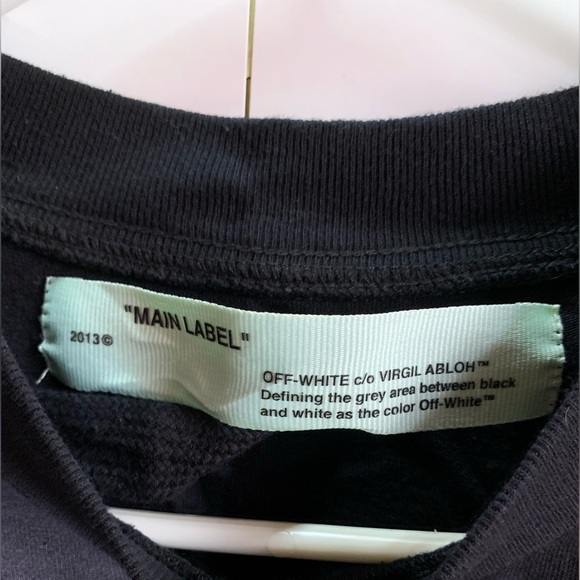 "MAIN LABEL"
2013©
OFF-WHITE c/o VIRGIL ABLOH™
Defining the grey area between black
and white as the color Off-White™